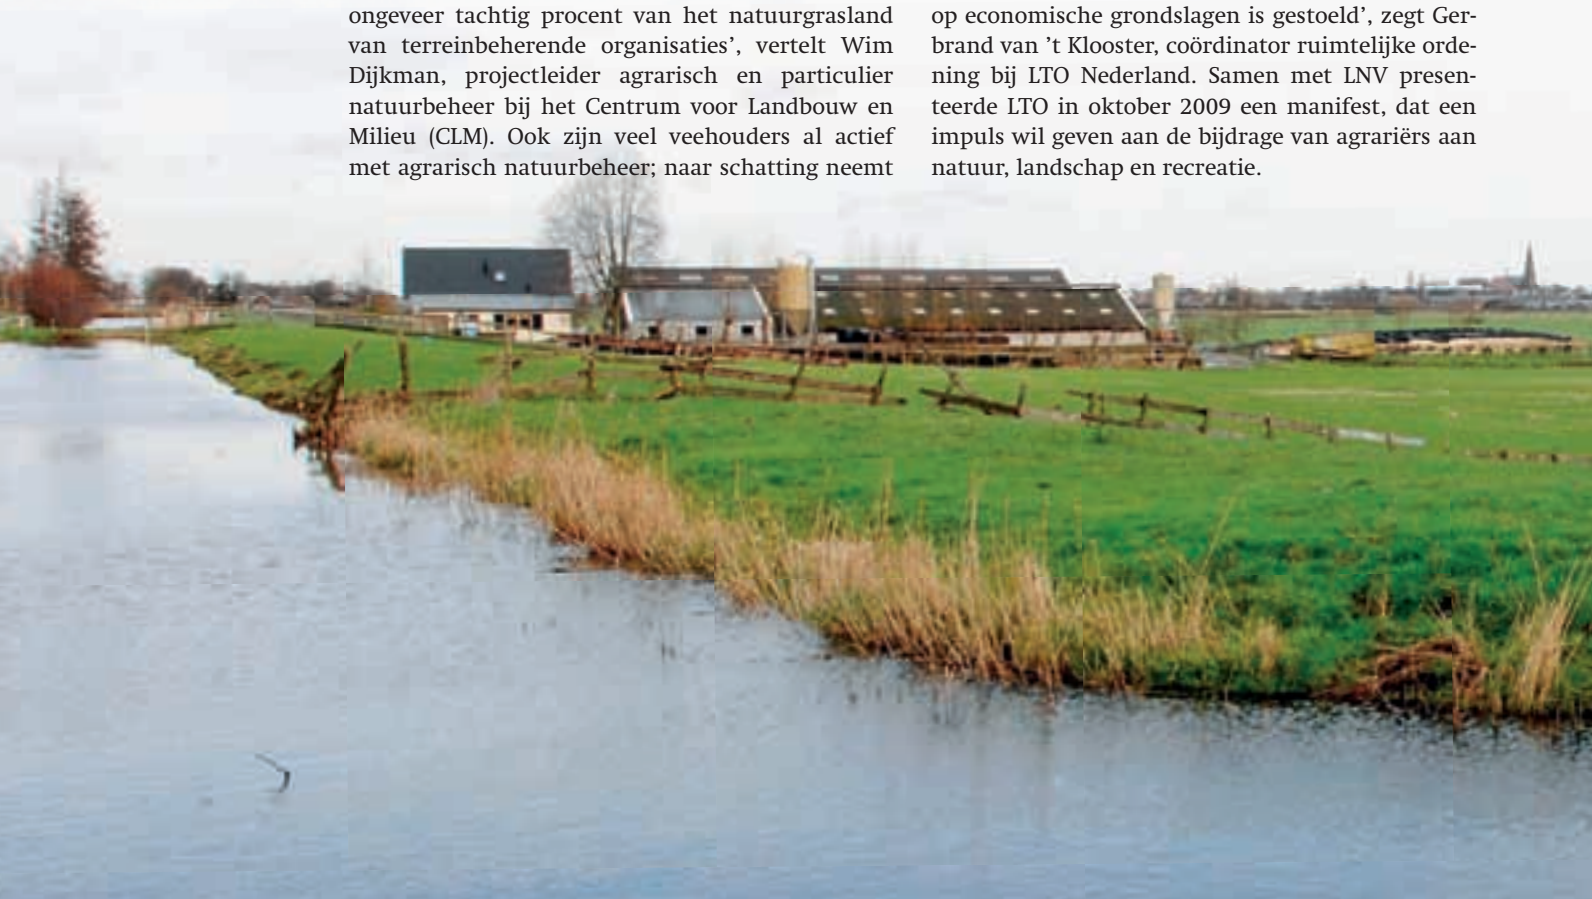 ongeveer tachtig procent van het natuurgrasland
van terreinbeherende organisaties’, vertelt Wim
Dijkman, projectleider agrarisch en particulier
natuurbeheer bij het Centrum voor Landbouw en
Milieu (CLM). Ook zijn veel veehouders al actief
met agrarisch natuurbeheer; naar schatting neemt
op economische grondslagen is gestoeld’, zegt Ger-
brand van ’t Klooster, coördinator ruimtelijke orde-
ning bij LTO Nederland. Samen met LNV presen-
teerde LTO in oktober 2009 een manifest, dat een
impuls wil geven aan de bijdrage van agrariërs aan
natuur, landschap en recreatie.